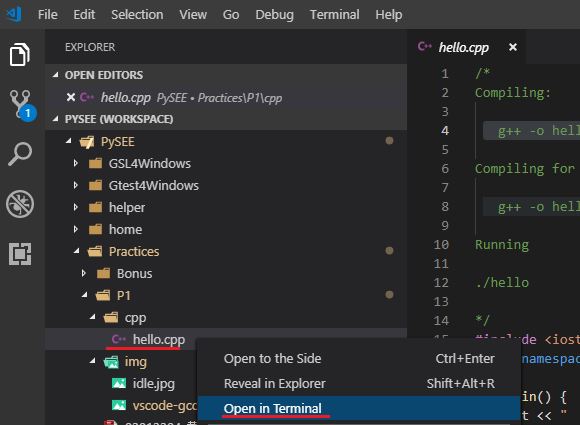 File Edit Selection View Go Debug Terminal Help
EXPLORER
OPEN EDITORS
hello.cpp PySEE • Practices\P1\cpp
PYSEE (WORKSPACE)
PySEE
GSL4Windows
Gtest4Windows
helper
home
Practices
Bonus
P1
cpp
C++ hello.cpp
img
idle.jpg
vscode-gcc
Open to the Side Ctrl+Enter
Reveal in Explorer Shift+Alt+R
Open in Terminal
1
hello.cpp
1 /*
2 Compiling:
3
4 g++ -o hell
5
6 Compiling for
7
8 g++ -o hell
9
10 Running
11
12 ./hello
13
14 */
15 #include <iost
namespac
in() {
t << "